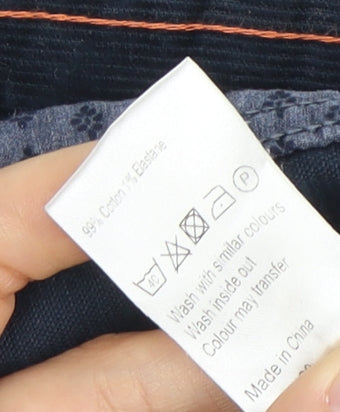 99% Cotton 1% Elastane
40 P
Wash with similar colours
Wash inside out
Colour may transfer
Made in China